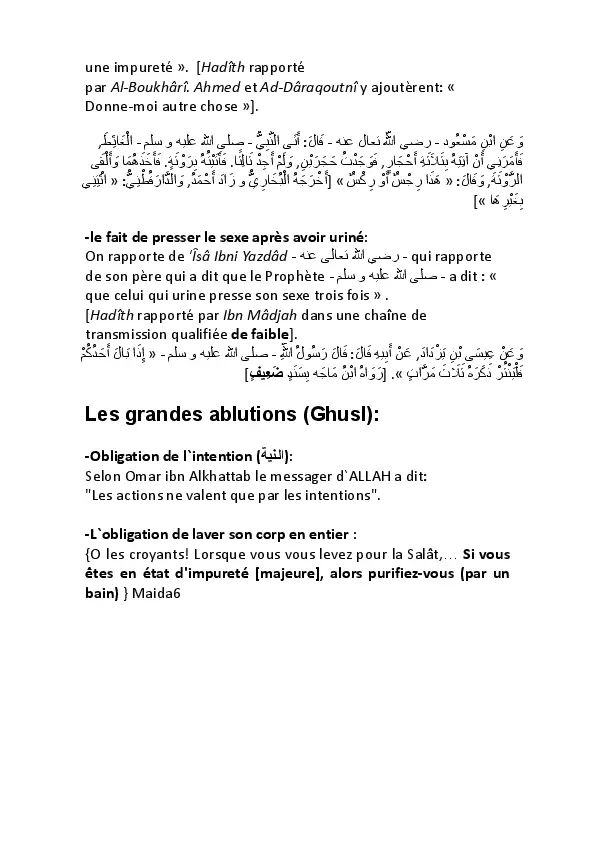 une impureté ». [Hadîth rapporté
par Al-Boukhârî. Ahmed et Ad-Dâraqoutnî y ajoutèrent: «
Donne-moi autre chose »].
وَعَنِ ابْنِ مَسْعُود - رضي اللَّه تعالى عنه - قَالَ: أَتَى النَّبِيُّ - صلى الله عليه و سلم - الْغَائِطَ,
فَأَمَرَنِي أَنْ آتِيَهُ بِثَلَاثَةِ أَحْجَارٍ, فَوَجَدْتُ حَجَرَيْنِ, وَلَمْ أَجِدْ ثَالِثًا. فَأَتَيْتُهُ بِرَوْثَةٍ. فَأَخَذَهُمَا وَأَلْقَى
الرَّوْثَةَ, وَقَالَ: « هَذَا رِجْسٌ أَوْ رِكْسٌ » [أَخْرَجَهُ الْبُخَارِيُّ و زَادَ أَحْمَدُ, وَالدَّارَقُطْنِيُّ: « ائْتِنِي
بِغَيْرِهَا »]
-le fait de presser le sexe après avoir uriné:
On rapporte de ‘Îsâ Ibni Yazdâd - رضي الله تعالى عنه - qui rapporte
de son père qui a dit que le Prophète - صلى الله عليه و سلم - a dit : «
que celui qui urine presse son sexe trois fois » .
[Hadîth rapporté par Ibn Mâdjah dans une chaîne de
transmission qualifiée de faible].
وَعَنْ عِيسَى بْنِ يَزْدَادَ, عَنْ أَبِيهِ قَالَ: قَالَ رَسُولُ اللَّهِ - صلى الله عليه و سلم - « إِذَا بَالَ أَحَدُكُمْ
فَلْيَنْثُرْ ذَكَرَهُ ثَلَاثَ مَرَّاتٍ ». [رَوَاهُ ابْنُ مَاجَه بِسَنَدٍ ضَعِيفٍ]
Les grandes ablutions (Ghusl):
-Obligation de l`intention (النية):
Selon Omar ibn Alkhattab le messager d`ALLAH a dit:
"Les actions ne valent que par les intentions".
-L`obligation de laver son corp en entier :
{O les croyants! Lorsque vous vous levez pour la Salât,… Si vous
êtes en état d'impureté [majeure], alors purifiez-vous (par un
bain) } Maida6